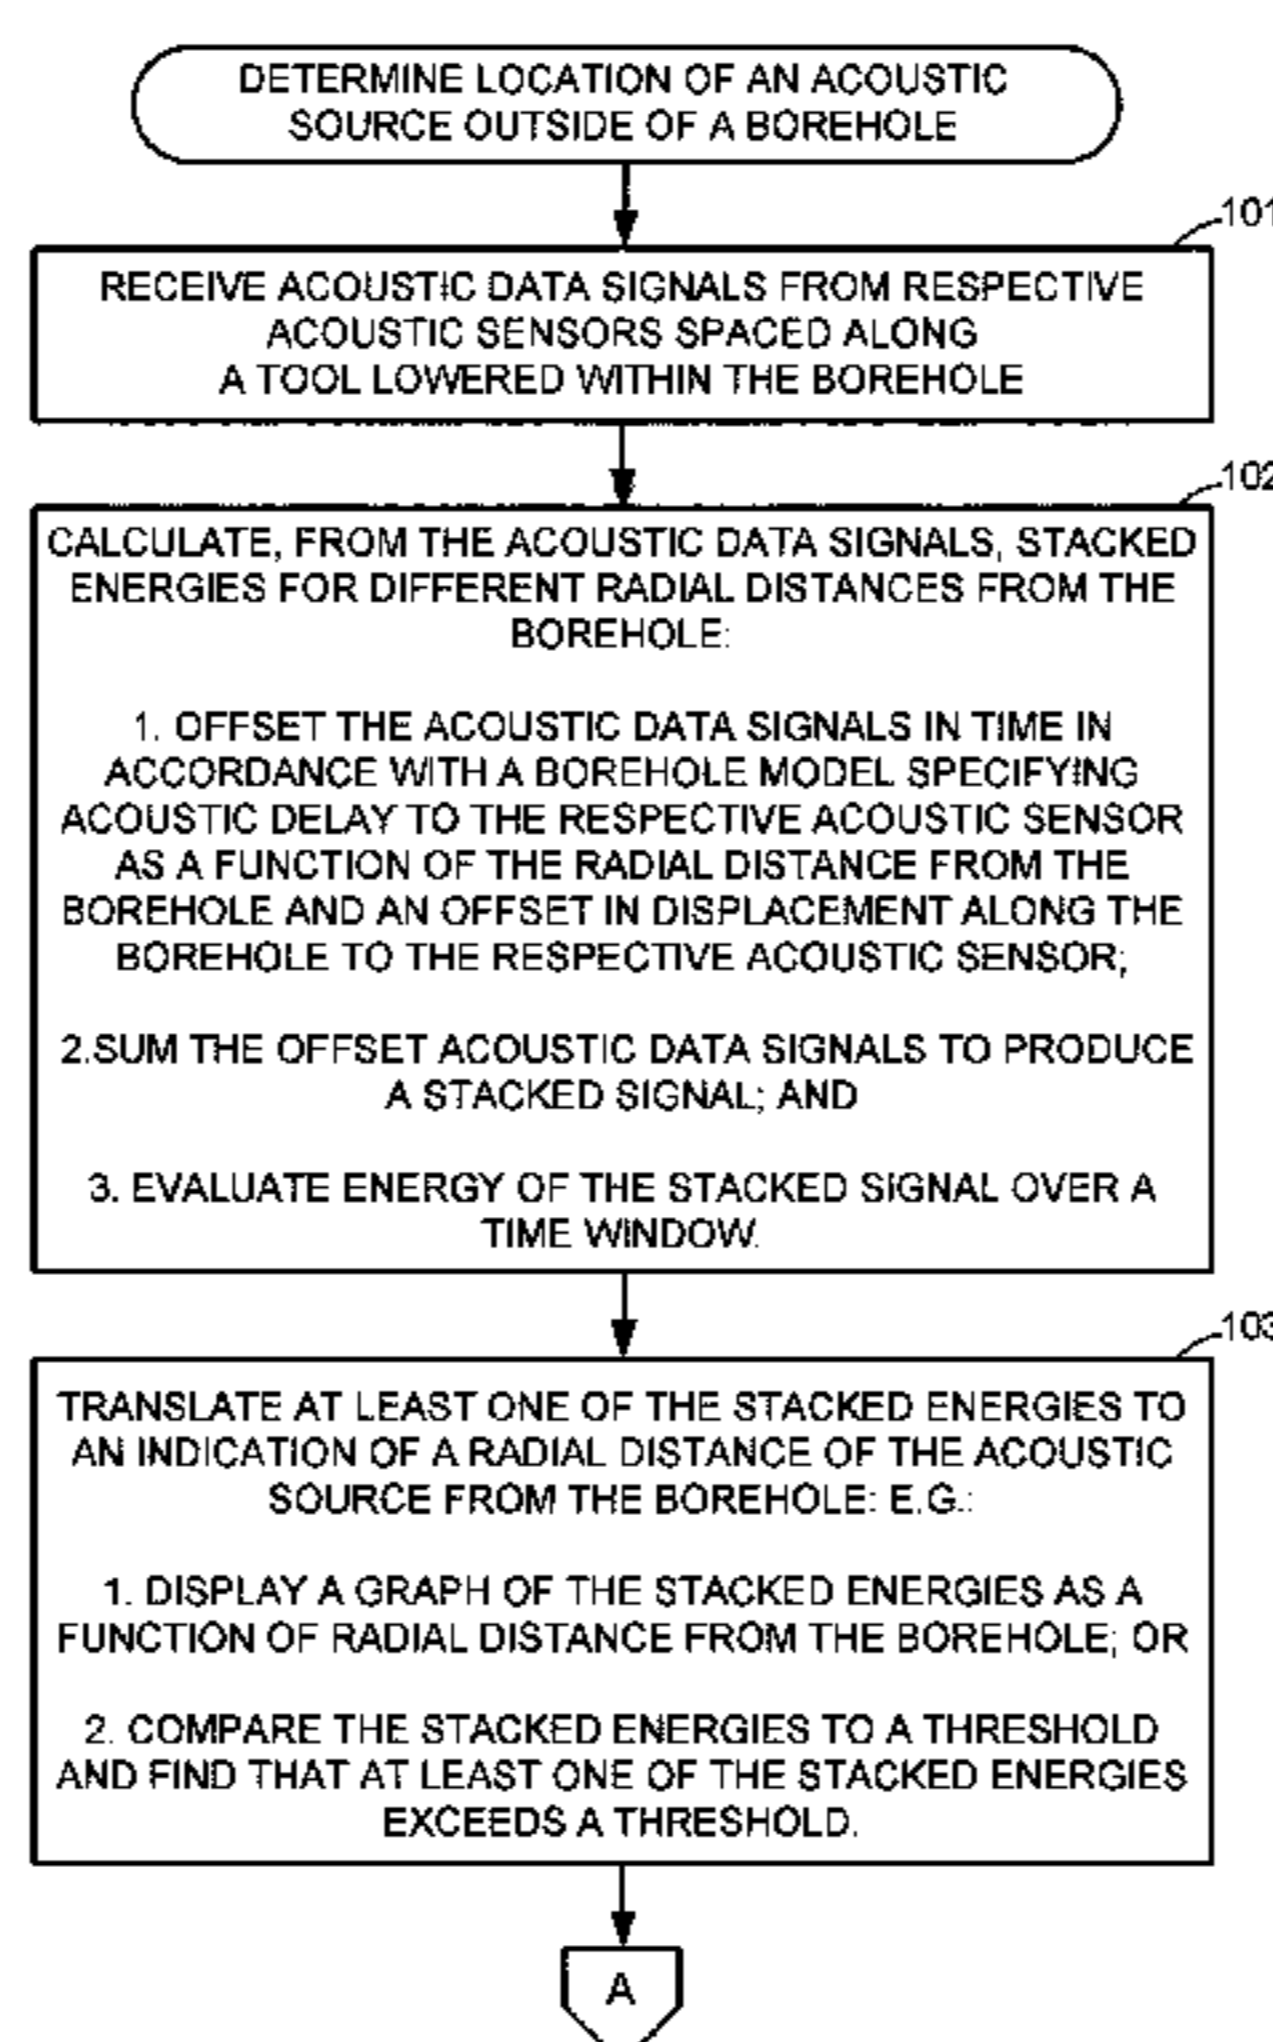 DETERMINE LOCATION OF AN ACOUSTIC
SOURCE OUTSIDE OF A BOREHOLE
101
RECEIVE ACOUSTIC DATA SIGNALS FROM RESPECTIVE
ACOUSTIC SENSORS SPACED ALONG
A TOOL LOWERED WITHIN THE BOREHOLE
102
CALCULATE, FROM THE ACOUSTIC DATA SIGNALS, STACKED
ENERGIES FOR DIFFERENT RADIAL DISTANCES FROM THE
BOREHOLE:
1. OFFSET THE ACOUSTIC DATA SIGNALS IN TIME IN
ACCORDANCE WITH A BOREHOLE MODEL SPECIFYING
ACOUSTIC DELAY TO THE RESPECTIVE ACOUSTIC SENSOR
AS A FUNCTION OF THE RADIAL DISTANCE FROM THE
BOREHOLE AND AN OFFSET IN DISPLACEMENT ALONG THE
BOREHOLE TO THE RESPECTIVE ACOUSTIC SENSOR;
2.SUM THE OFFSET ACOUSTIC DATA SIGNALS TO PRODUCE
A STACKED SIGNAL; AND
3. EVALUATE ENERGY OF THE STACKED SIGNAL OVER A
TIME WINDOW.
103
TRANSLATE AT LEAST ONE OF THE STACKED ENERGIES TO
AN INDICATION OF A RADIAL DISTANCE OF THE ACOUSTIC
SOURCE FROM THE BOREHOLE: E.G.:
1. DISPLAY A GRAPH OF THE STACKED ENERGIES AS A
FUNCTION OF RADIAL DISTANCE FROM THE BOREHOLE; OR
2. COMPARE THE STACKED ENERGIES TO A THRESHOLD
AND FIND THAT AT LEAST ONE OF THE STACKED ENERGIES
EXCEEDS A THRESHOLD.
A